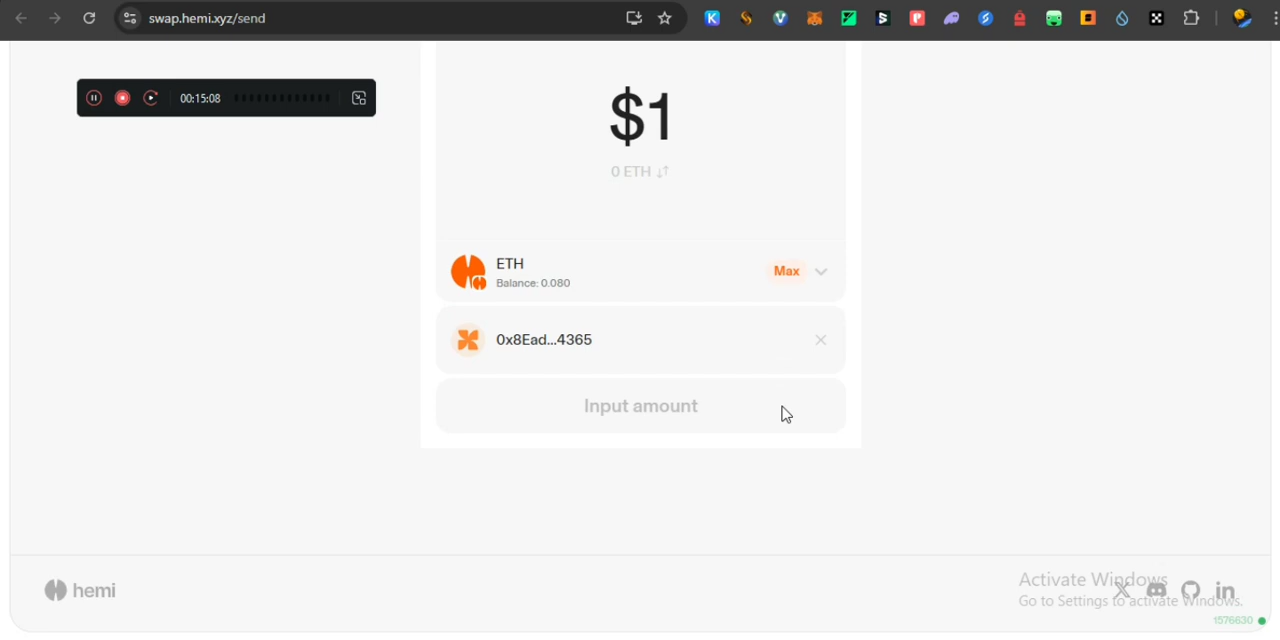 swap.hemi.xyz/send
00:15:08
$1
0 ETH
ETH
Balance: 0.080
Max
0x8Ead...4365
Input amount
hemi
Activate Windows
Go to Settings to activate Windows.
1576630